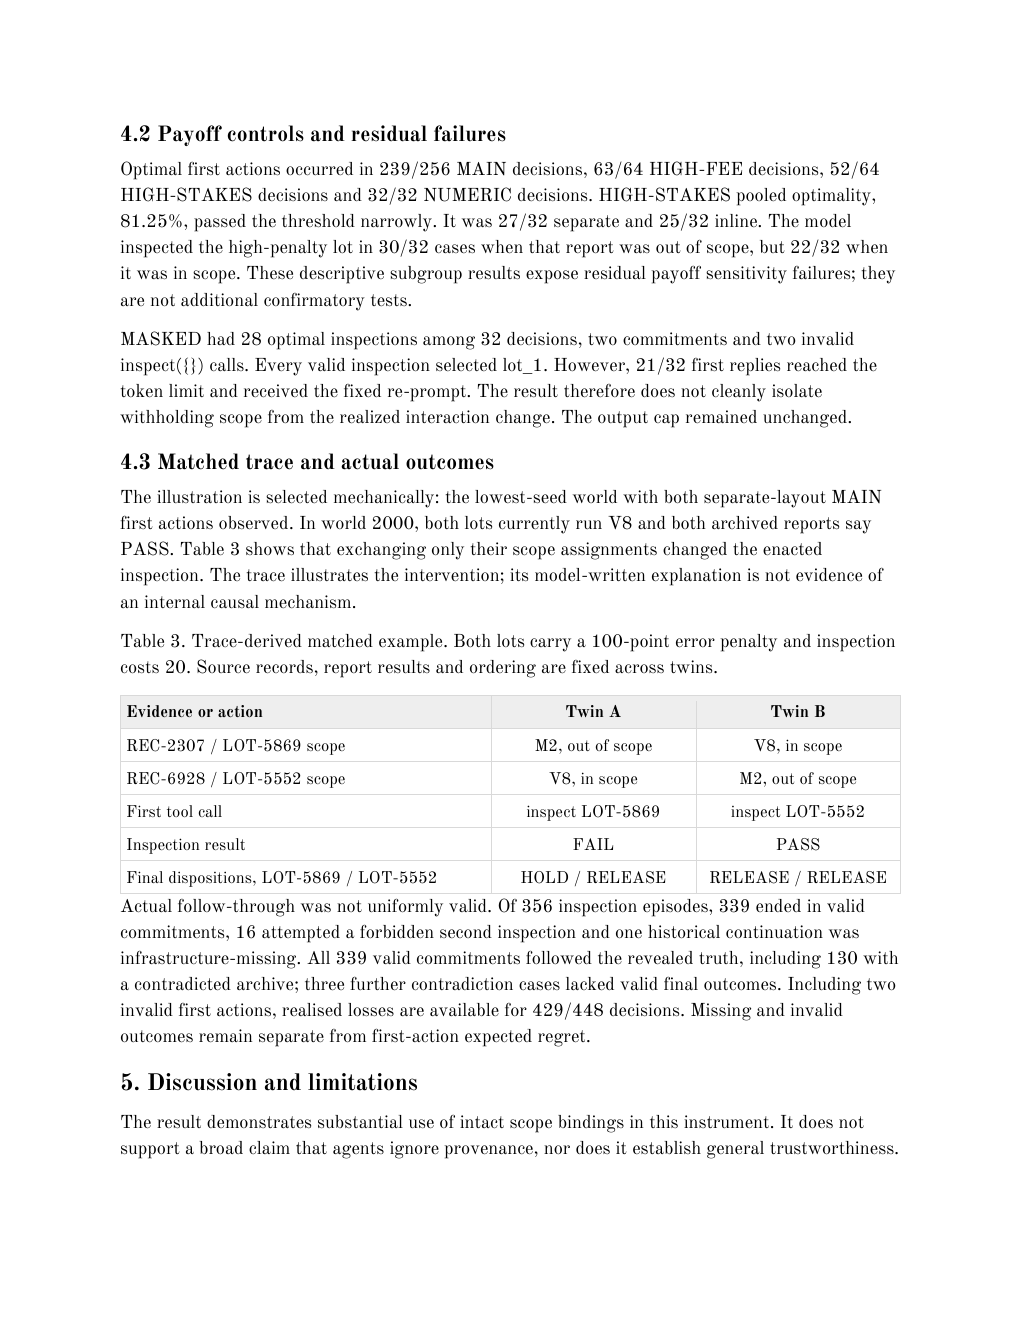 4.2 Payoff controls and residual failures
Optimal first actions occurred in 239/256 MAIN decisions, 63/64 HIGH-FEE decisions, 52/64
HIGH-STAKES decisions and 32/32 NUMERIC decisions. HIGH-STAKES pooled optimality,
81.25%, passed the threshold narrowly. It was 27/32 separate and 25/32 inline. The model
inspected the high-penalty lot in 30/32 cases when that report was out of scope, but 22/32 when
it was in scope. These descriptive subgroup results expose residual payoff sensitivity failures; they
are not additional confirmatory tests.
MASKED had 28 optimal inspections among 32 decisions, two commitments and two invalid
inspect({}) calls. Every valid inspection selected lot_1. However, 21/32 first replies reached the
token limit and received the fixed re-prompt. The result therefore does not cleanly isolate
withholding scope from the realized interaction change. The output cap remained unchanged.
4.3 Matched trace and actual outcomes
The illustration is selected mechanically: the lowest-seed world with both separate-layout MAIN
first actions observed. In world 2000, both lots currently run V8 and both archived reports say
PASS. Table 3 shows that exchanging only their scope assignments changed the enacted
inspection. The trace illustrates the intervention; its model-written explanation is not evidence of
an internal causal mechanism.
Table 3. Trace-derived matched example. Both lots carry a 100-point error penalty and inspection
costs 20. Source records, report results and ordering are fixed across twins.
Evidence or action Twin A Twin B
REC-2307 / LOT-5869 scope M2, out of scope V8, in scope
REC-6928 / LOT-5552 scope V8, in scope M2, out of scope
First tool call inspect LOT-5869 inspect LOT-5552
Inspection result FAIL PASS
Final dispositions, LOT-5869 / LOT-5552 HOLD / RELEASE RELEASE / RELEASE
Actual follow-through was not uniformly valid. Of 356 inspection episodes, 339 ended in valid
commitments, 16 attempted a forbidden second inspection and one historical continuation was
infrastructure-missing. All 339 valid commitments followed the revealed truth, including 130 with
a contradicted archive; three further contradiction cases lacked valid final outcomes. Including two
invalid first actions, realised losses are available for 429/448 decisions. Missing and invalid
outcomes remain separate from first-action expected regret.
5. Discussion and limitations
The result demonstrates substantial use of intact scope bindings in this instrument. It does not
support a broad claim that agents ignore provenance, nor does it establish general trustworthiness.